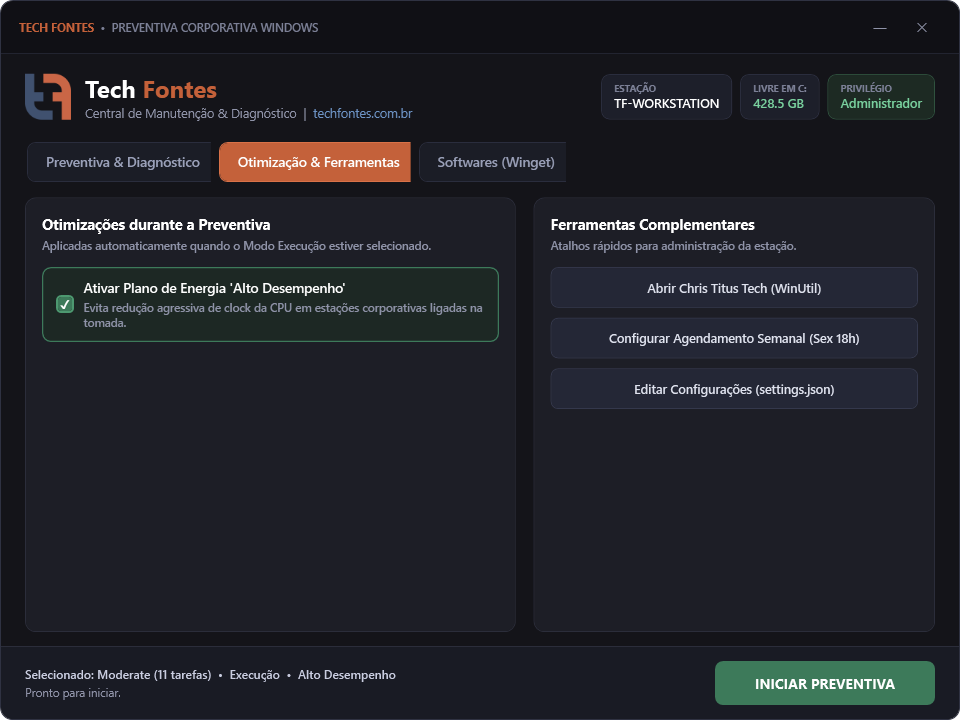 TECH FONTES • PREVENTIVA CORPORATIVA WINDOWS
Tech Fontes
Central de Manutenção & Diagnóstico | techfontes.com.br
ESTAÇÃO
TF-WORKSTATION
LIVRE EM C:
428.5 GB
PRIVILÉGIO
Administrador
Preventiva & Diagnóstico
Otimização & Ferramentas
Softwares (Winget)
Otimizações durante a Preventiva
Aplicadas automaticamente quando o Modo Execução estiver selecionado.
Ativar Plano de Energia 'Alto Desempenho'
Evita redução agressiva de clock da CPU em estações corporativas ligadas na
tomada.
Ferramentas Complementares
Atalhos rápidos para administração da estação.
Abrir Chris Titus Tech (WinUtil)
Configurar Agendamento Semanal (Sex 18h)
Editar Configurações (settings.json)
Selecionado: Moderate (11 tarefas) • Execução • Alto Desempenho
Pronto para iniciar.
INICIAR PREVENTIVA